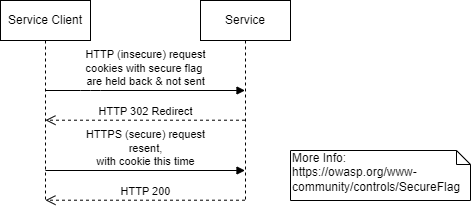 Service Client
Service
HTTP (insecure) request
cookies with secure flag
are held back & not sent
HTTP 302 Redirect
HTTPS (secure) request
resent,
with cookie this time
HTTP 200
More Info:
https://owasp.org/www-
community/controls/SecureFlag